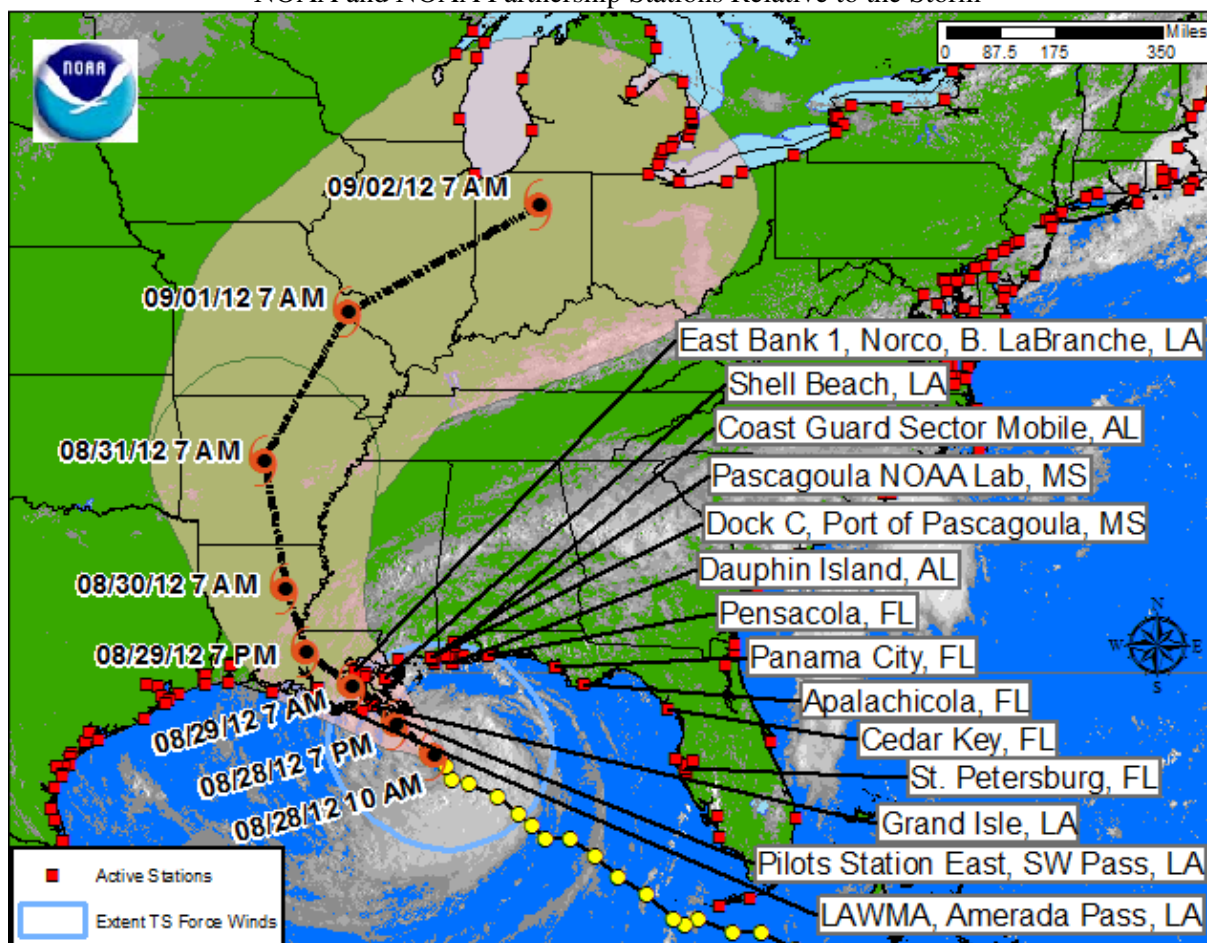 NOAA and NOAA Partnership Stations Relative to the Storm
NOAA
Miles
0 87.5 175 350
09/02/12 7 AM
09/01/12 7 AM
08/31/12 7 AM
08/30/12 7 AM
08/29/12 7 PM
08/29/12 7 AM
08/28/12 7 PM
08/28/12 10 AM
East Bank 1, Norco, B. LaBranche, LA
Shell Beach, LA
Coast Guard Sector Mobile, AL
Pascagoula NOAA Lab, MS
Dock C, Port of Pascagoula, MS
Dauphin Island, AL
Pensacola, FL
Panama City, FL
Apalachicola, FL
Cedar Key, FL
St. Petersburg, FL
Grand Isle, LA
Pilots Station East, SW Pass, LA
LAWMA, Amerada Pass, LA
N
W E
S
Active Stations
Extent TS Force Winds